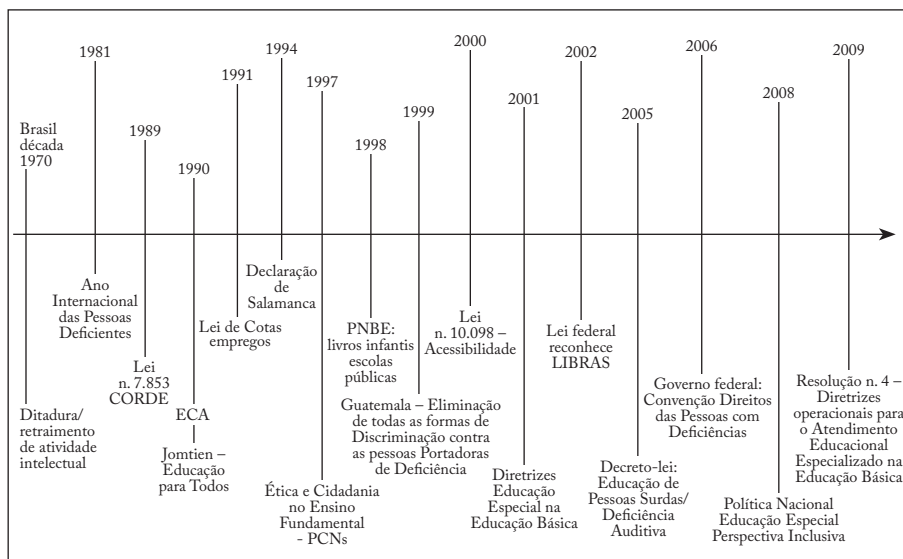 Brasil
década
1970
Ditadura/
retraimento
de atividade
intelectual
1981
Ano
Internacional
das Pessoas
Deficientes
1989
Lei
n. 7.853
CORDE
1990
ECA
Jomtien –
Educação
para Todos
1991
Lei de Cotas
empregos
1994
Declaração
de
Salamanca
1997
Ética e Cidadania
no Ensino
Fundamental
- PCNs
1998
PNBE:
livros infantis
escolas
públicas
1999
Guatemala – Eliminação
de todas as formas de
Discriminação contra
as pessoas Portadoras
de Deficiência
2000
Lei
n. 10.098 –
Acessibilidade
2001
Diretrizes
Educação
Especial na
Educação Básica
2002
Lei federal
reconhece
LIBRAS
2005
Decreto-lei:
Educação de
Pessoas Surdas/
Deficiência
Auditiva
2006
Governo federal:
Convenção Direitos
das Pessoas com
Deficiências
2008
Política Nacional
Educação Especial
Perspectiva Inclusiva
2009
Resolução n. 4 –
Diretrizes
operacionais para
o Atendimento
Educacional
Especializado na
Educação Básica